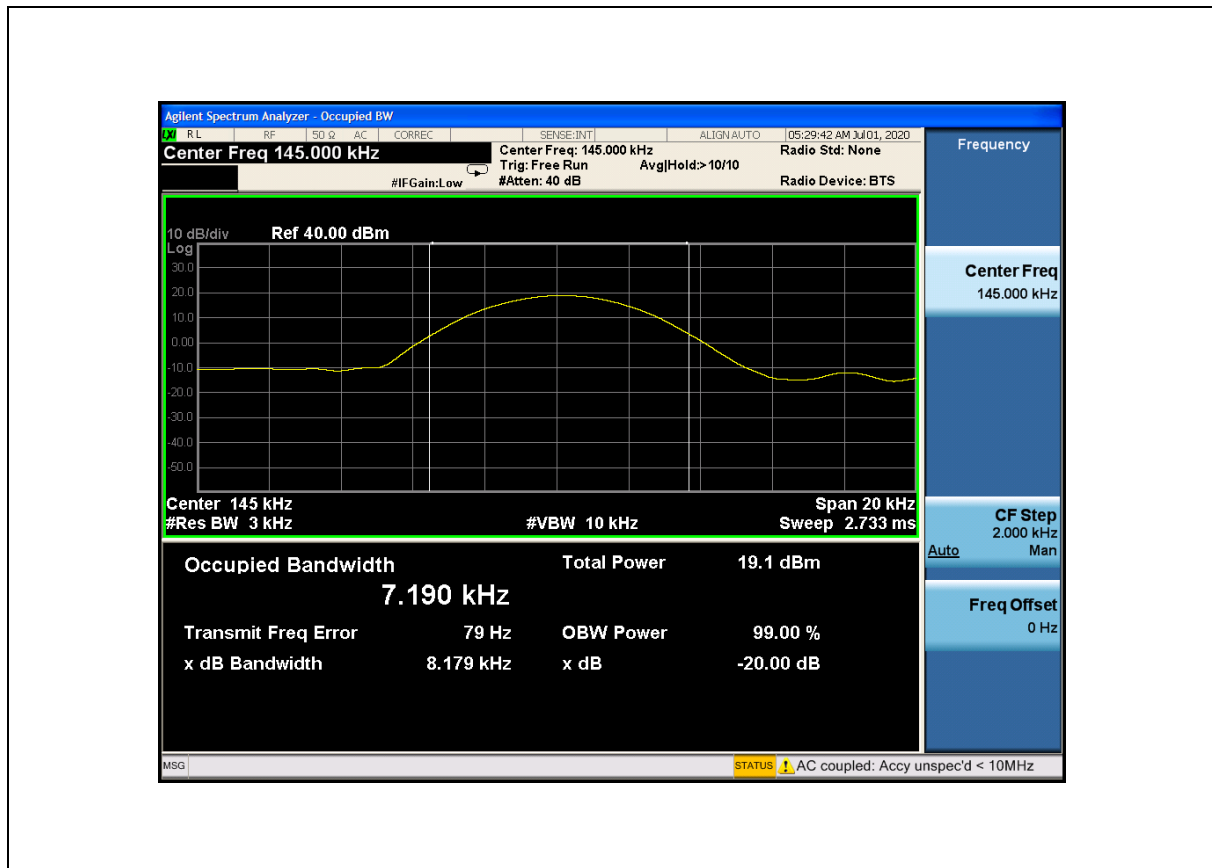 Agilent Spectrum Analyzer - Occupied BW
LXI RL RF 50 Ω AC CORREC SENSE:INT ALIGN AUTO 05:29:42 AM Jul 01, 2020
Center Freq 145.000 kHz
Center Freq: 145.000 kHz
Radio Std: None
Trig: Free Run Avg|Hold:>10/10
#IFGain:Low
#Atten: 40 dB
Radio Device: BTS
10 dB/div Ref 40.00 dBm
Log
30.0
20.0
10.0
0.00
-10.0
-20.0
-30.0
-40.0
-50.0
Center 145 kHz Span 20 kHz
#Res BW 3 kHz #VBW 10 kHz Sweep 2.733 ms
Occupied Bandwidth Total Power 19.1 dBm
7.190 kHz
Transmit Freq Error 79 Hz OBW Power 99.00 %
x dB Bandwidth 8.179 kHz x dB -20.00 dB
Frequency
Center Freq
145.000 kHz
CF Step
2.000 kHz
Auto Man
Freq Offset
0 Hz
MSG STATUS AC coupled: Accy unspec'd < 10MHz